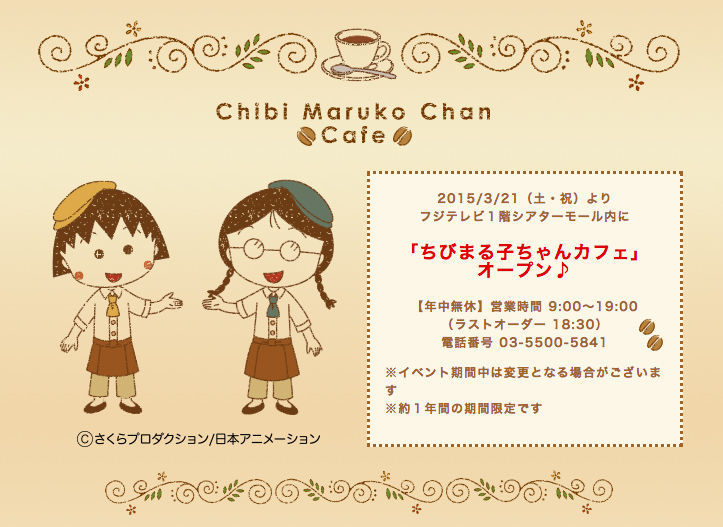 Chibi Maruko Chan
Cafe
2015/3/21（土・祝）より
フジテレビ１階シアターモール内に
「ちびまる子ちゃんカフェ」
オープン♪
【年中無休】営業時間 9:00〜19:00
（ラストオーダー 18:30）
電話番号 03-5500-5841
※イベント期間中は変更となる場合がございま
す
※約１年間の期間限定です
Ⓒさくらプロダクション/日本アニメーション